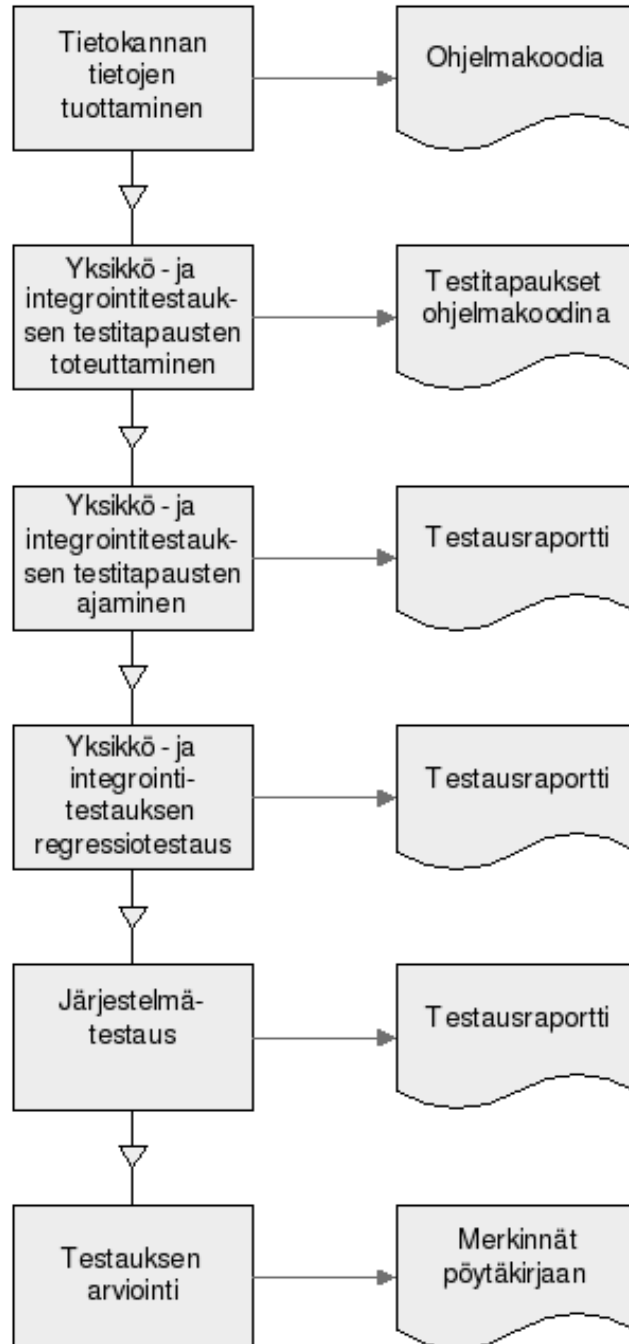 Tietokannan
tietojen
tuottaminen
Ohjelmakoodia
Yksikkö - ja
integrointitestauk-
sen testitapausten
toteuttaminen
Testitapaukset
ohjelmakoodina
Yksikkö - ja
integrointitestauk-
sen testitapausten
ajaminen
Testausraportti
Yksikkö - ja
integrointi-
testauksen
regressiotestaus
Testausraportti
Järjestelmä-
testaus
Testausraportti
Testauksen
arviointi
Merkinnät
pöytäkirjaan